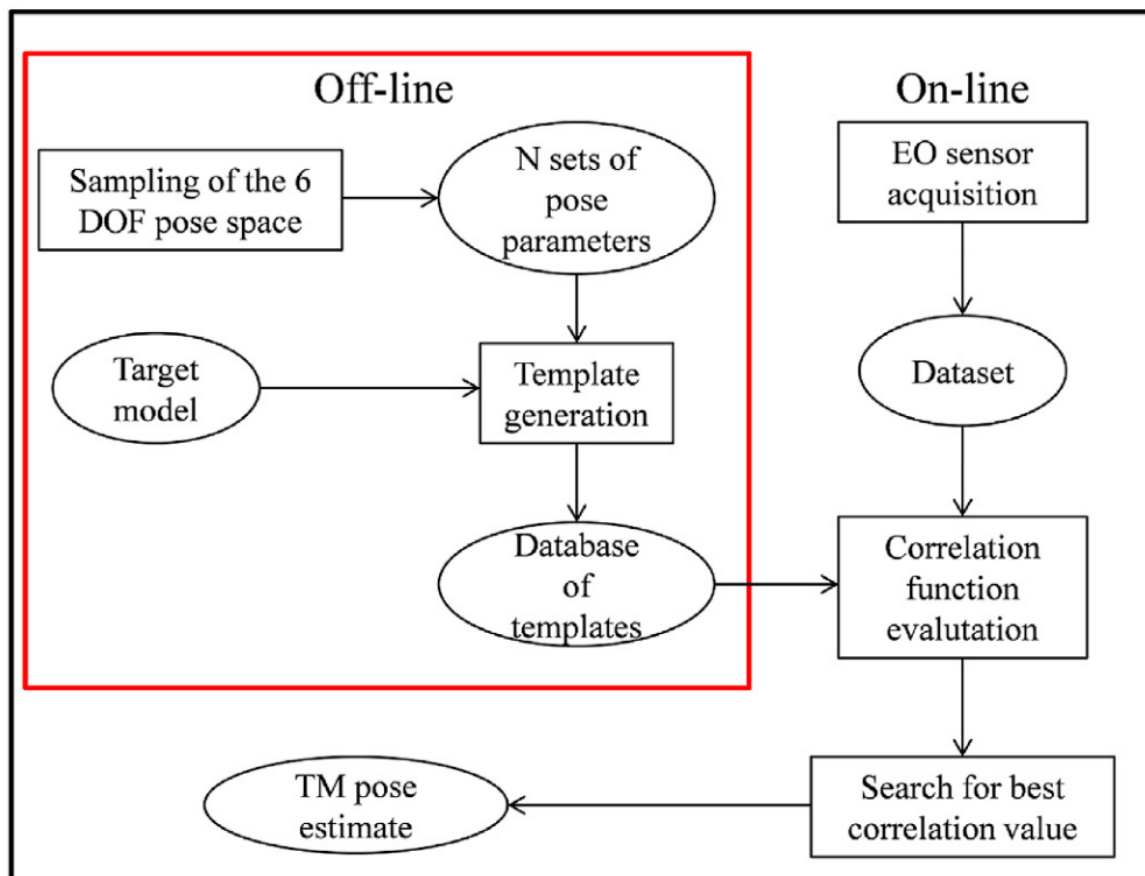 Off-line
On-line
Sampling of the 6
DOF pose space
N sets of
pose
parameters
EO sensor
acquisition
Target
model
Template
generation
Dataset
Database
of
templates
Correlation
function
evalutation
TM pose
estimate
Search for best
correlation value